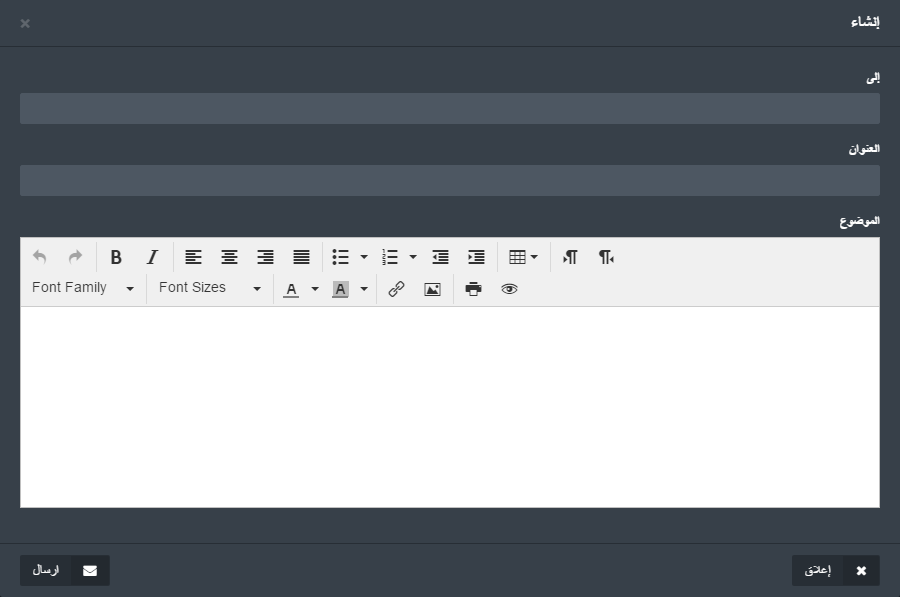 إنشاء
إلى
العنوان
الموضوع
Font Family
Font Sizes
إغلاق
ارسال